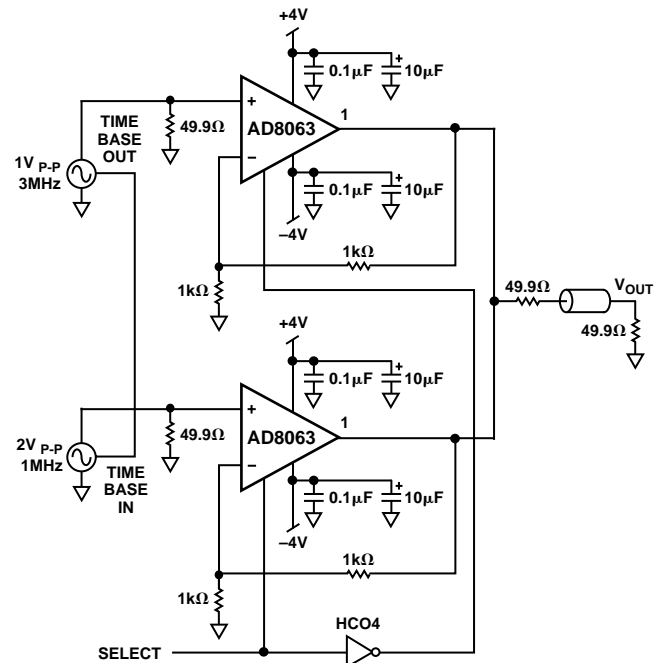 +4V
0.1µF
10µF
+
TIME
BASE
OUT
49.9Ω
+
AD8063
1
–
1V P-P
3MHz
0.1µF
10µF
+
–4V
1kΩ
1kΩ
49.9Ω
VOUT
49.9Ω
+4V
0.1µF
10µF
+
49.9Ω
+
AD8063
1
–
2V P-P
1MHz
TIME
BASE
IN
0.1µF
10µF
+
–4V
1kΩ
1kΩ
HCO4
SELECT